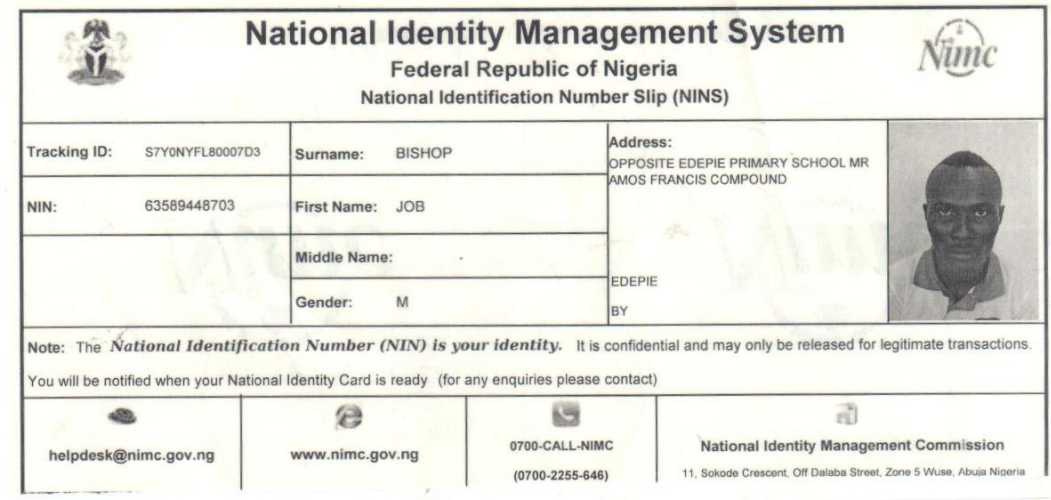 National Identity Management System
Federal Republic of Nigeria
National Identification Number Slip (NINS)
Nimc
Tracking ID: S7Y0NYFL80007D3
Surname: BISHOP
Address:
OPPOSITE EDEPIE PRIMARY SCHOOL MR
AMOS FRANCIS COMPOUND
NIN: 63589448703
First Name: JOB
Middle Name:
EDEPIE
Gender: M
BY
Note: The National Identification Number (NIN) is your identity. It is confidential and may only be released for legitimate transactions.
You will be notified when your National Identity Card is ready (for any enquiries please contact)
helpdesk@nimc.gov.ng
www.nimc.gov.ng
0700-CALL-NIMC
(0700-2255-646)
National Identity Management Commission
11, Sokode Crescent, Off Dalaba Street, Zone 5 Wuse, Abuja Nigeria